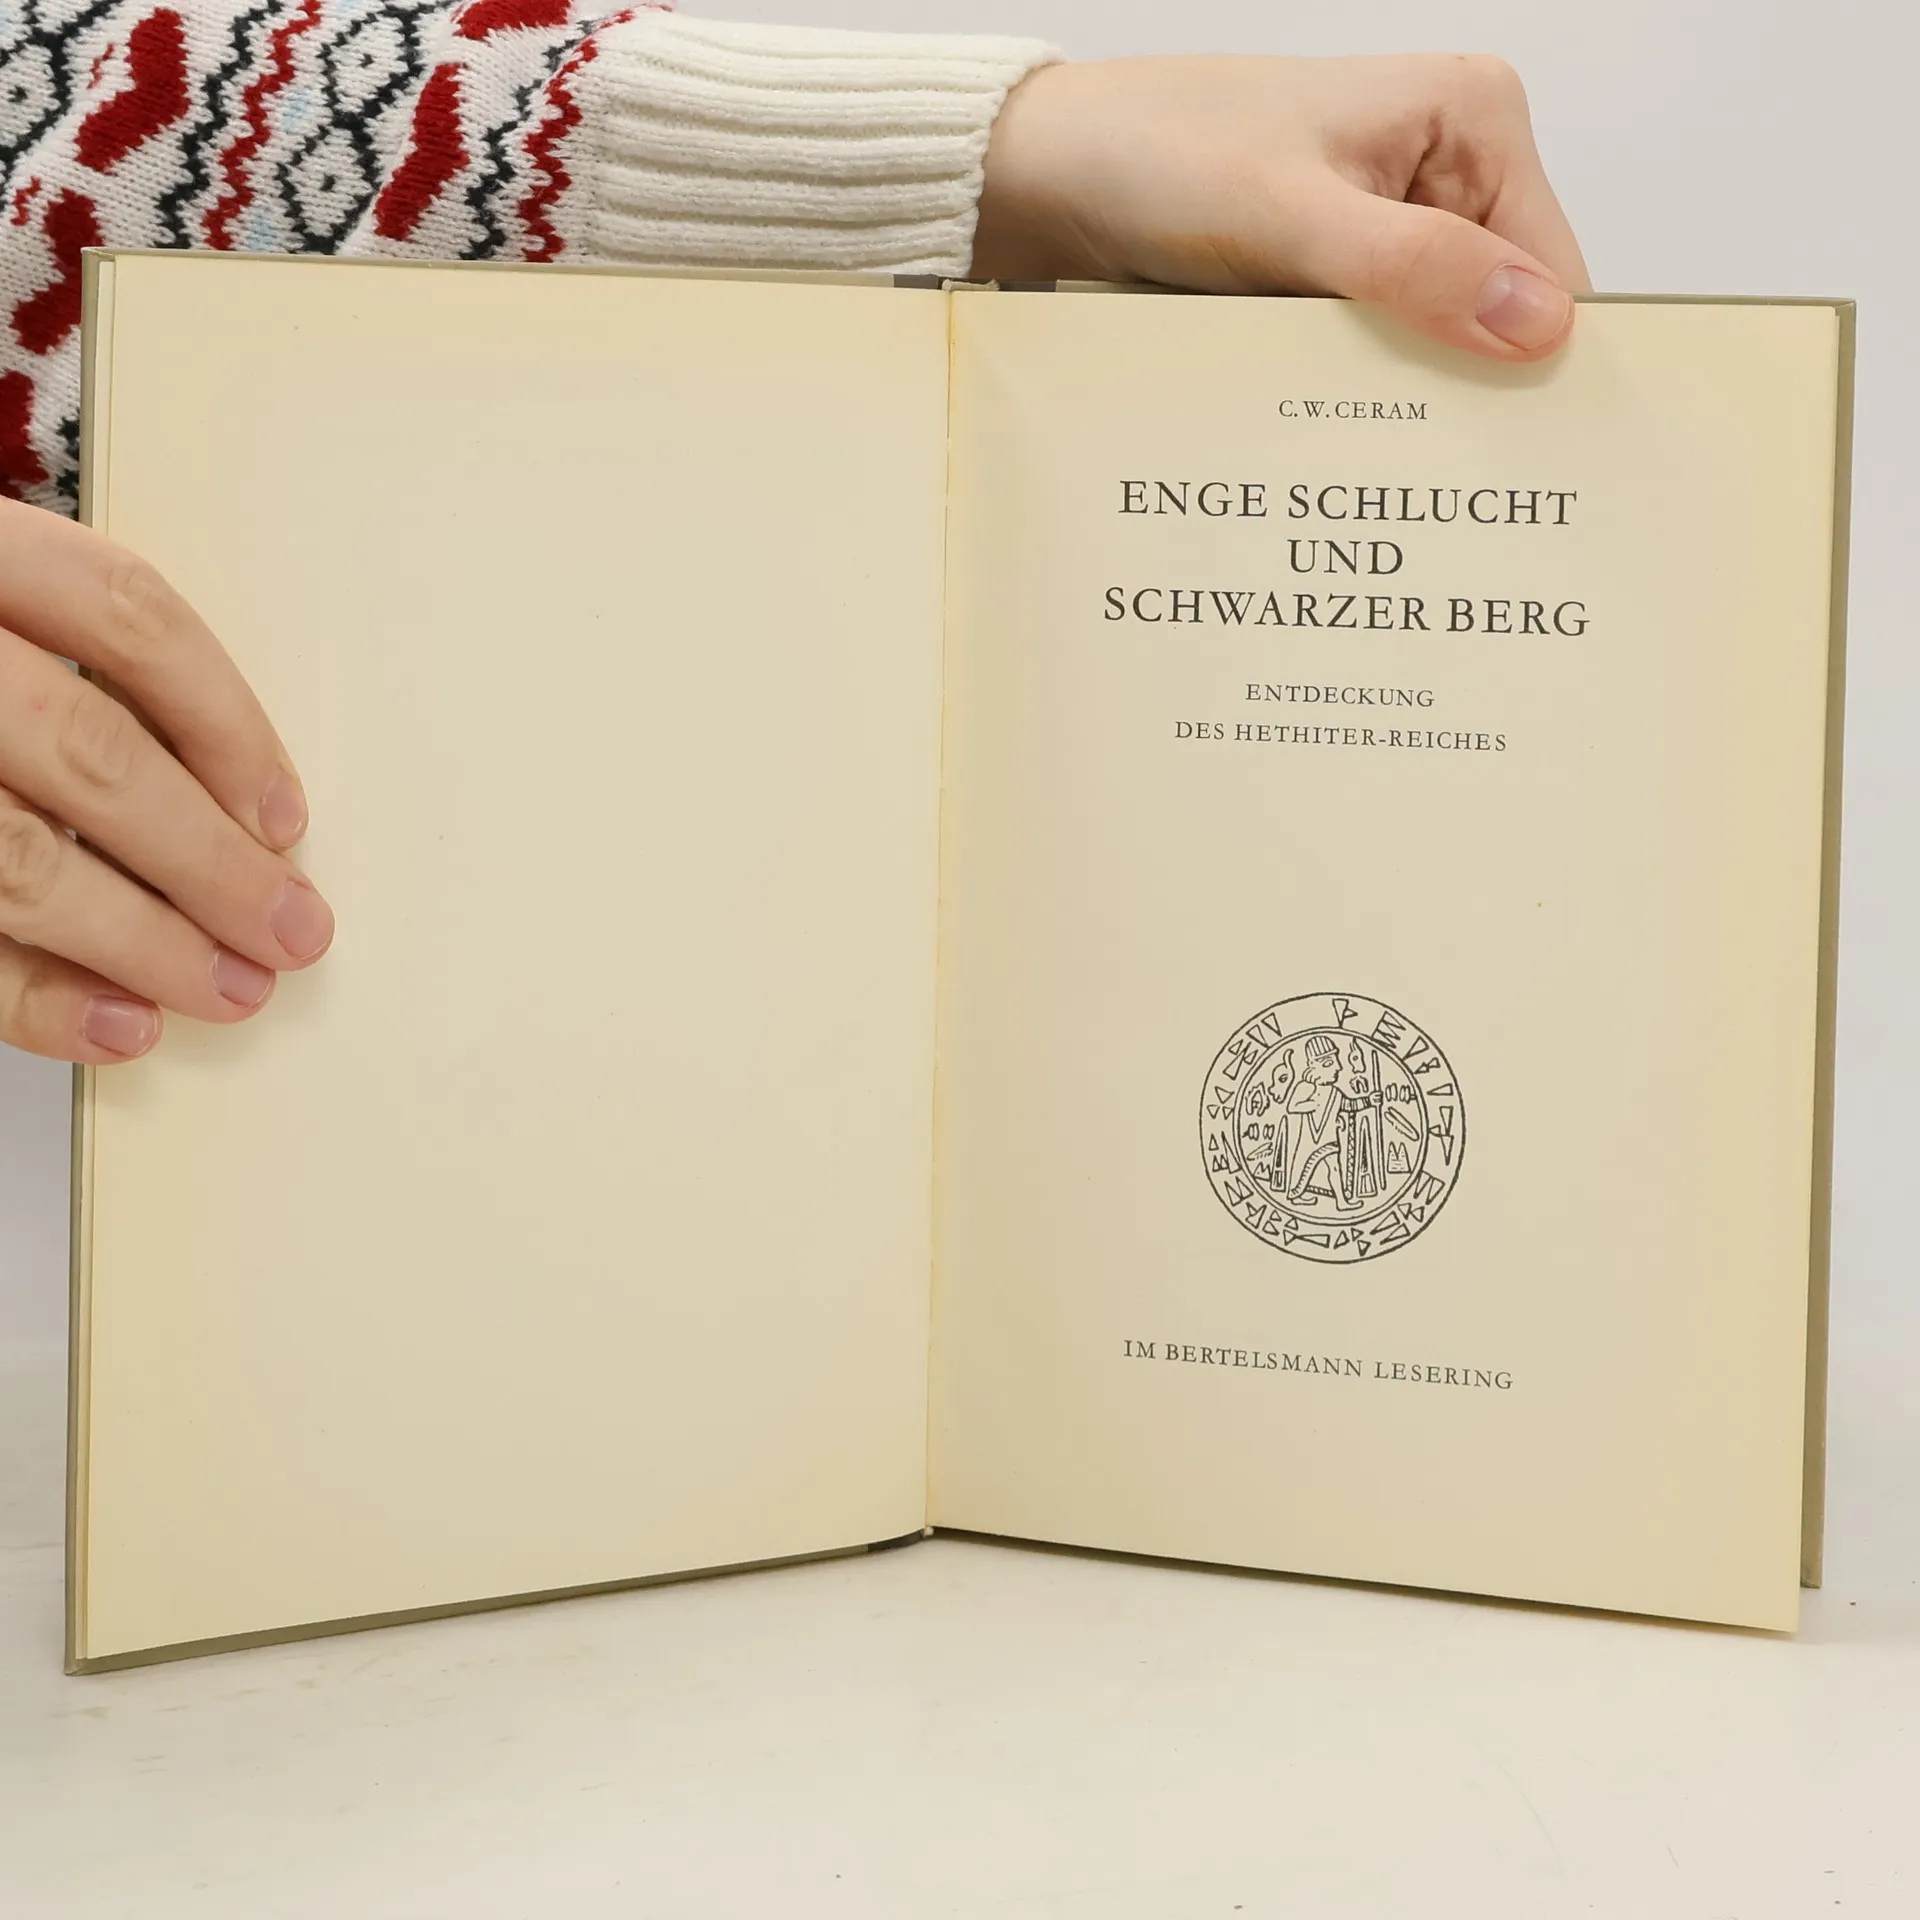 C. W. CERAM
ENGE SCHLUCHT
UND
SCHWARZER BERG
ENTDECKUNG
DES HETHITER-REICHES
IM BERTELSMANN LESERING